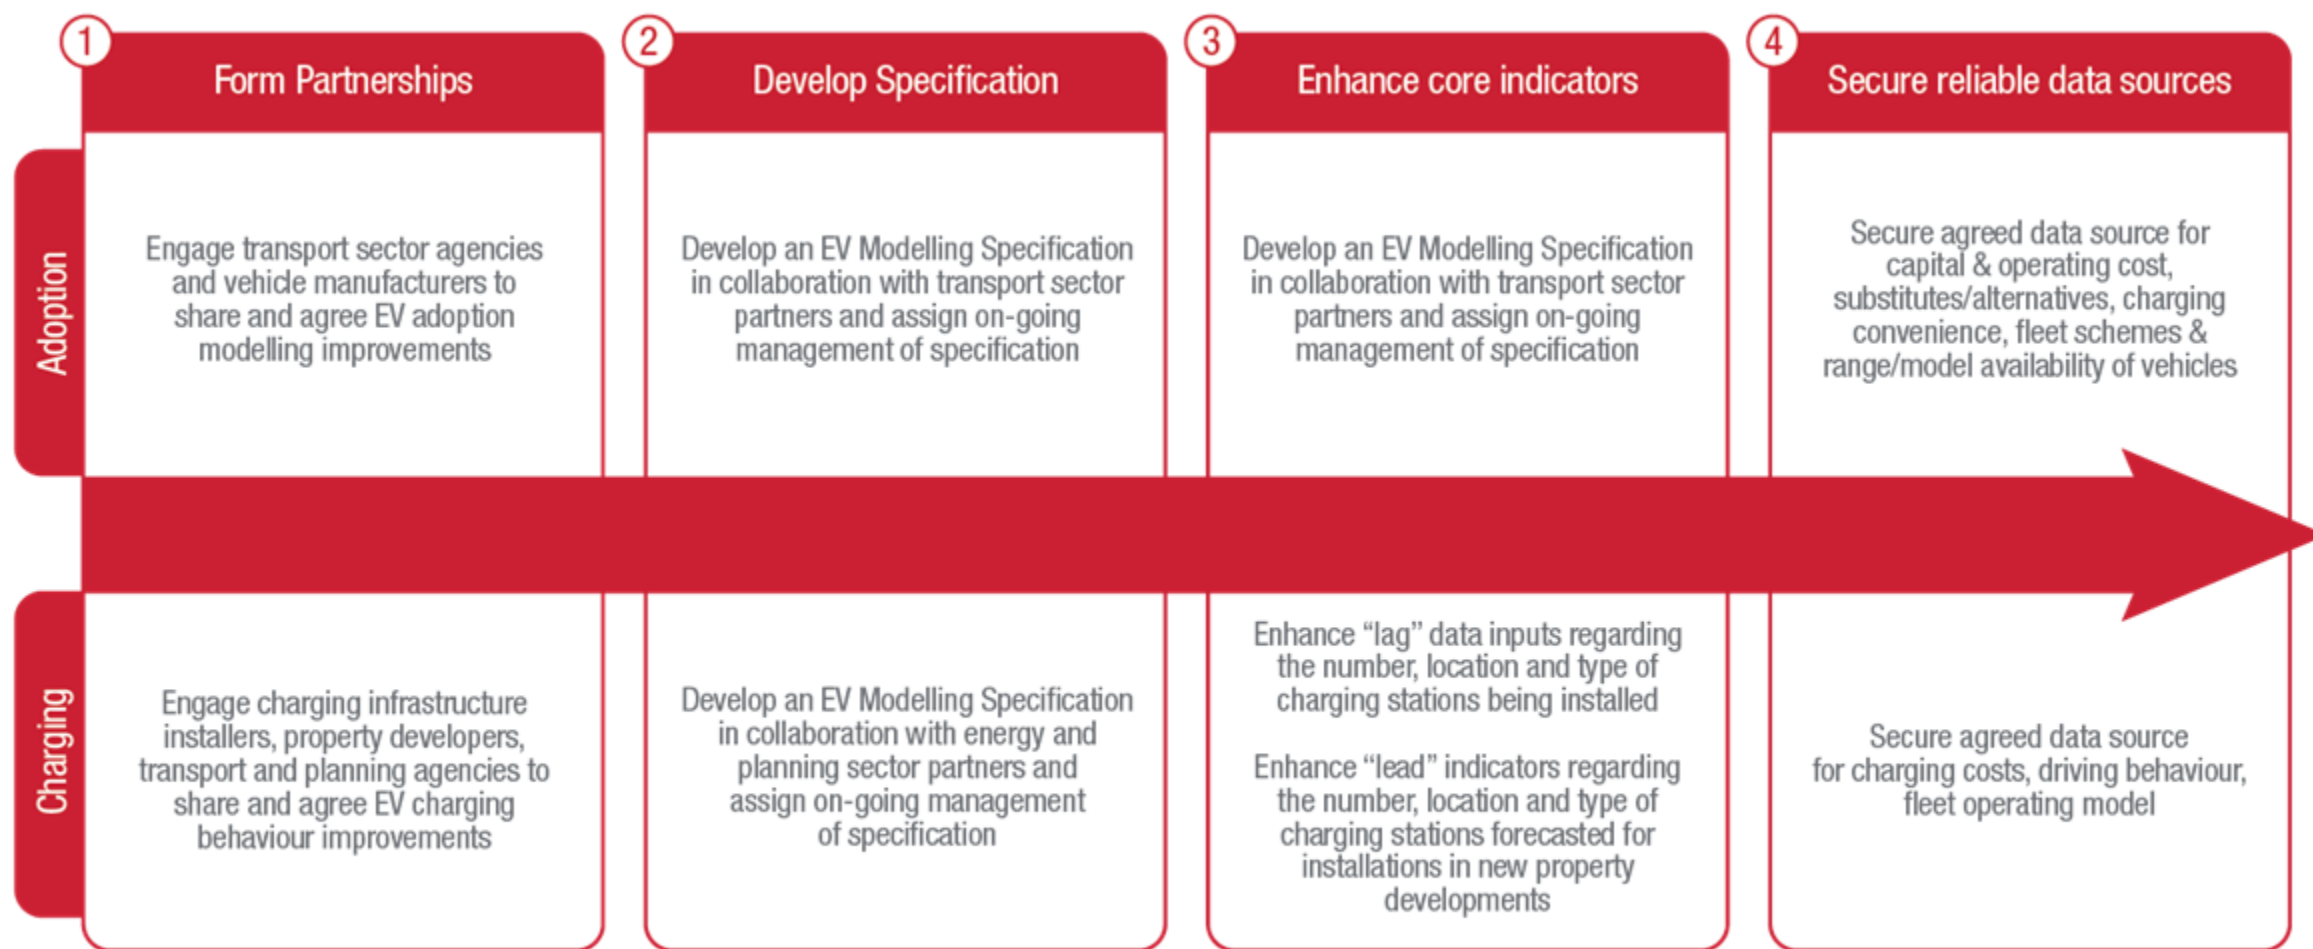 1
Form Partnerships
2
Develop Specification
3
Enhance core indicators
4
Secure reliable data sources
Adoption
Engage transport sector agencies
and vehicle manufacturers to
share and agree EV adoption
modelling improvements
Develop an EV Modelling Specification
in collaboration with transport sector
partners and assign on-going
management of specification
Develop an EV Modelling Specification
in collaboration with transport sector
partners and assign on-going
management of specification
Secure agreed data source for
capital & operating cost,
substitutes/alternatives, charging
convenience, fleet schemes &
range/model availability of vehicles
Charging
Engage charging infrastructure
installers, property developers,
transport and planning agencies to
share and agree EV charging
behaviour improvements
Develop an EV Modelling Specification
in collaboration with energy and
planning sector partners and
assign on-going management
of specification
Enhance “lag” data inputs regarding
the number, location and type of
charging stations being installed
Enhance “lead” indicators regarding
the number, location and type of
charging stations forecasted for
installations in new property
developments
Secure agreed data source
for charging costs, driving behaviour,
fleet operating model